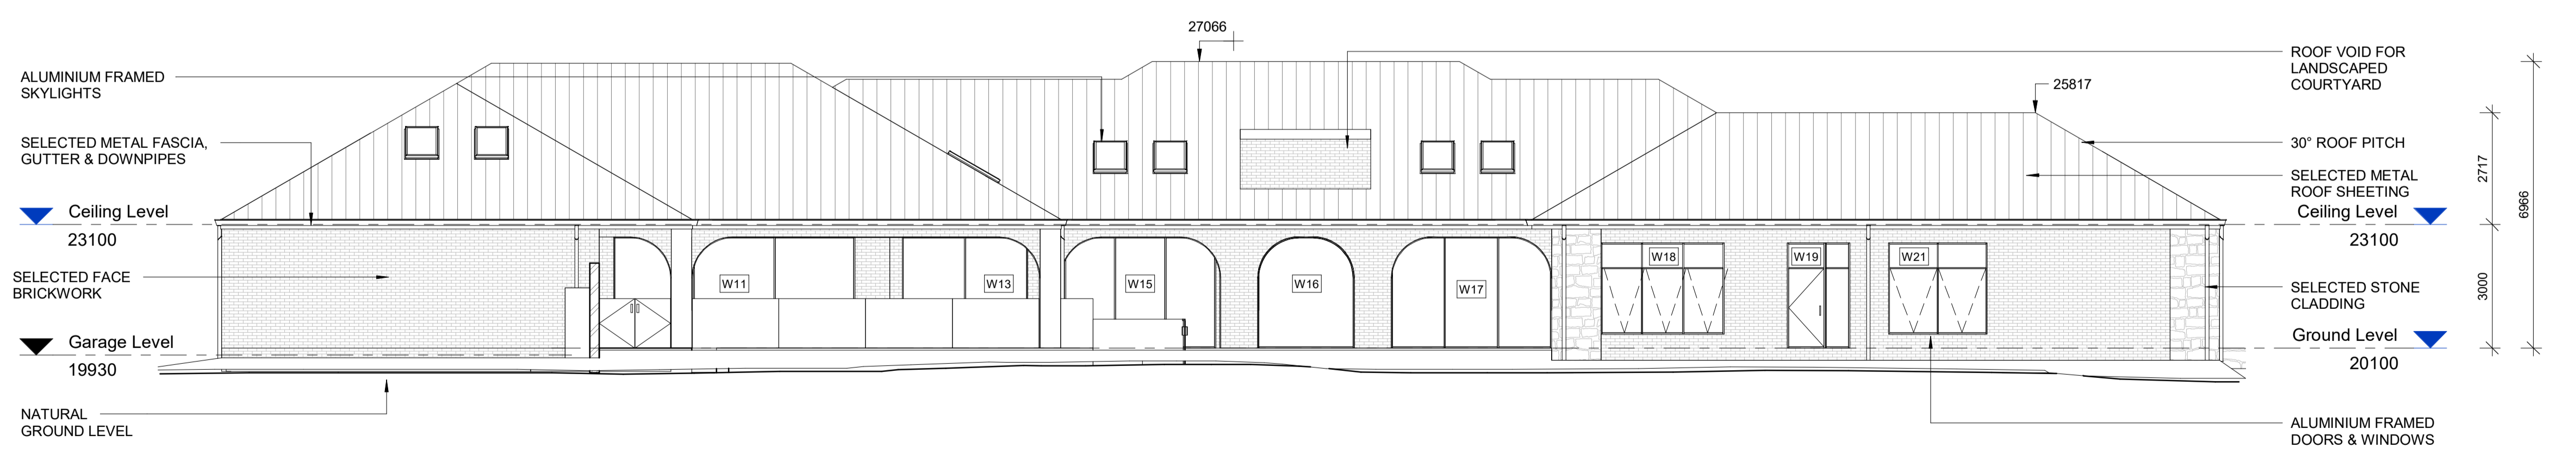 27066
ALUMINIUM FRAMED
SKYLIGHTS
ROOF VOID FOR
LANDSCAPED
COURTYARD
25817
SELECTED METAL FASCIA,
GUTTER & DOWNPIPES
30° ROOF PITCH
SELECTED METAL
ROOF SHEETING
2717
6966
Ceiling Level
23100
Ceiling Level
23100
SELECTED FACE
BRICKWORK
W11
W13
W15
W16
W17
W18
W19
W21
SELECTED STONE
CLADDING
3000
Garage Level
19930
Ground Level
20100
NATURAL
GROUND LEVEL
ALUMINIUM FRAMED
DOORS & WINDOWS